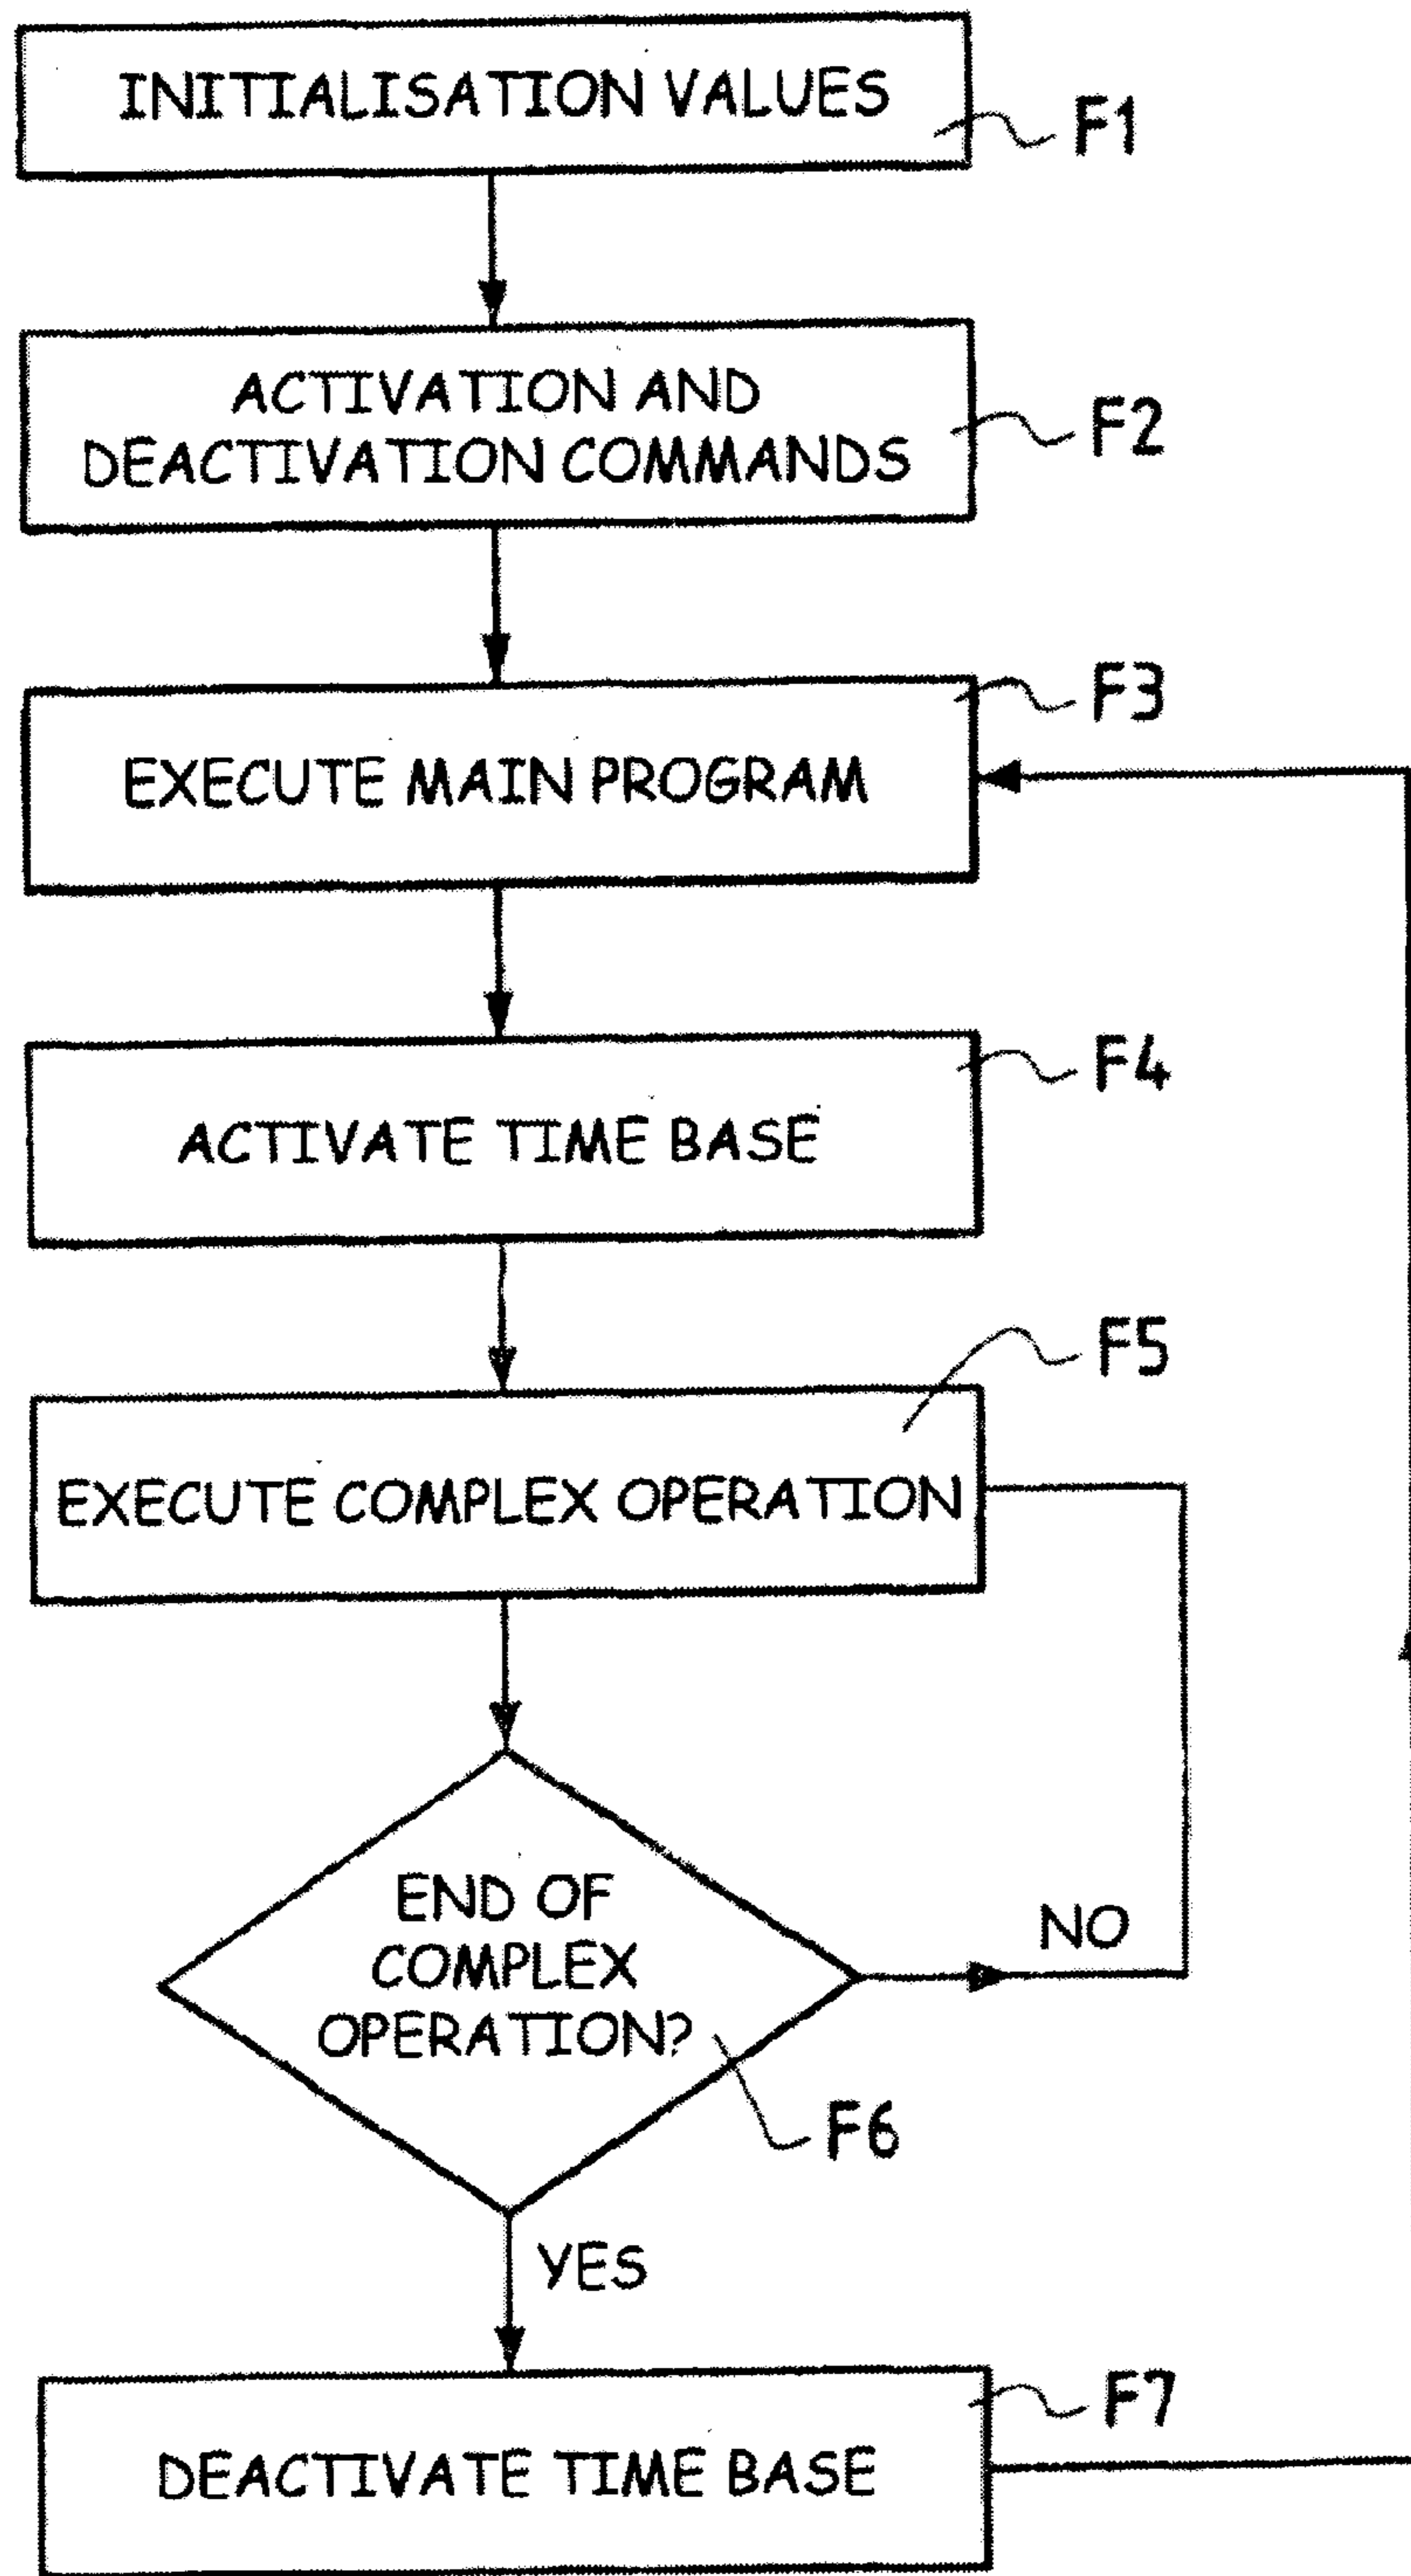 INITIALISATION VALUES
F1
ACTIVATION AND
DEACTIVATION COMMANDS
F2
F3
EXECUTE MAIN PROGRAM
F4
ACTIVATE TIME BASE
F5
EXECUTE COMPLEX OPERATION
END OF
COMPLEX
OPERATION?
NO
F6
YES
F7
DEACTIVATE TIME BASE